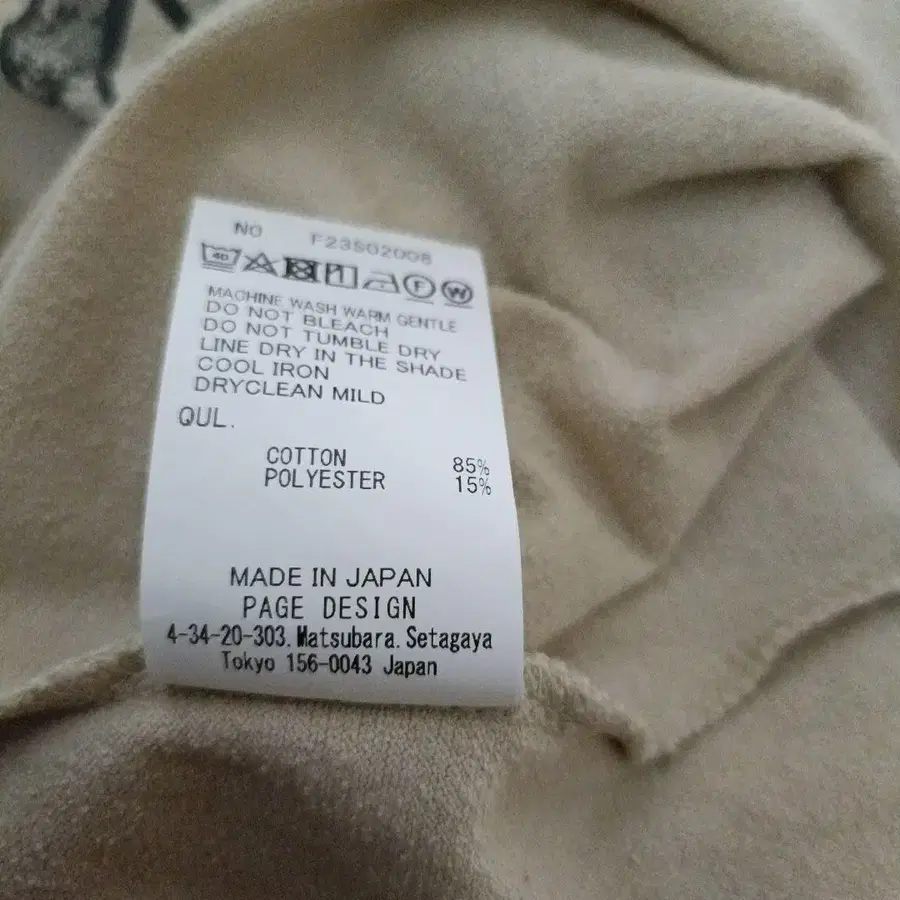 NO F23S02008
40 F W
MACHINE WASH WARM GENTLE
DO NOT BLEACH
DO NOT TUMBLE DRY
LINE DRY IN THE SHADE
COOL IRON
DRYCLEAN MILD
QUL.
COTTON 85%
POLYESTER 15%
MADE IN JAPAN
PAGE DESIGN
4-34-20-303. Matsubara. Setagaya
Tokyo 156-0043 Japan